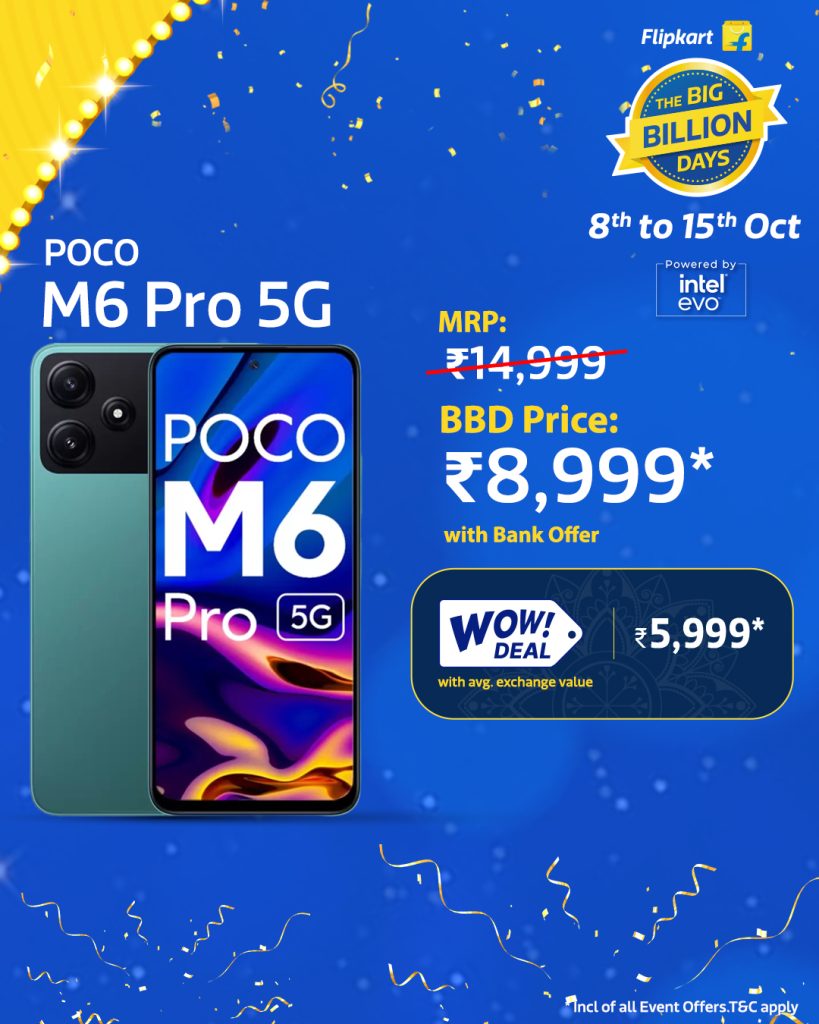 Flipkart
THE BIG
BILLION
DAYS
8th to 15th Oct
Powered by
intel
evo
POCO
M6 Pro 5G
MRP:
₹14,999
BBD Price:
₹8,999*
with Bank Offer
POCO
M6
Pro 5G
WOW!
DEAL
₹5,999*
with avg. exchange value
*Incl of all Event Offers.T&C apply